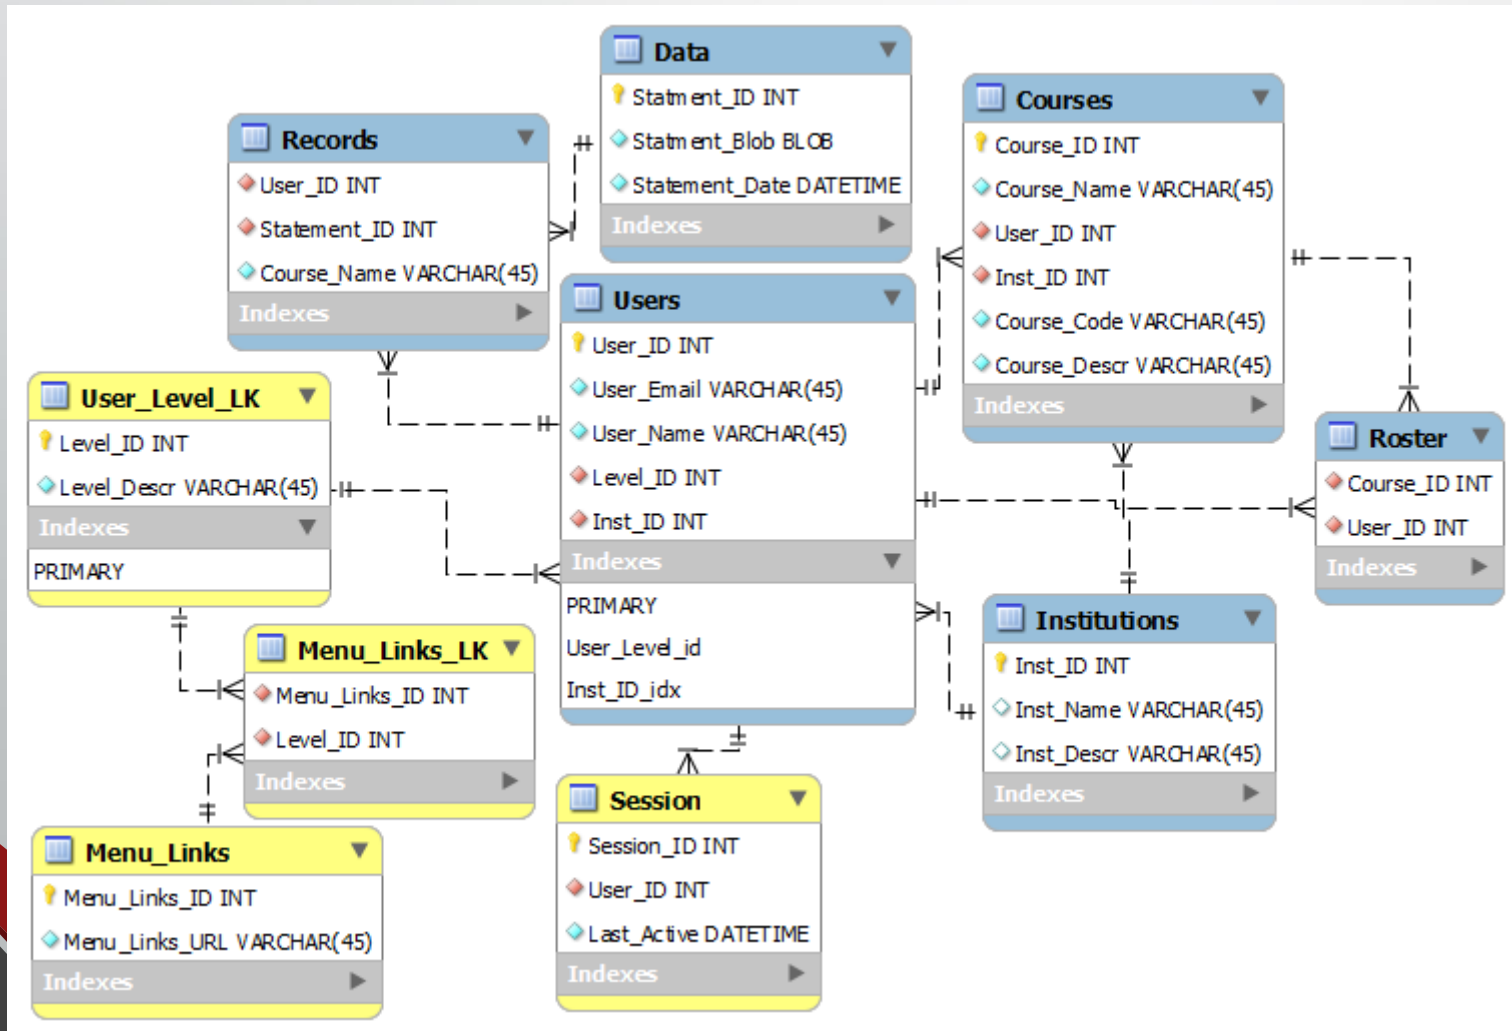 Data
Statment_ID INT
Statment_Blob BLOB
Statement_Date DATETIME
Indexes
Records
User_ID INT
Statement_ID INT
Course_Name VARCHAR(45)
Indexes
Courses
Course_ID INT
Course_Name VARCHAR(45)
User_ID INT
Inst_ID INT
Course_Code VARCHAR(45)
Course_Descr VARCHAR(45)
Indexes
Users
User_ID INT
User_Email VARCHAR(45)
User_Name VARCHAR(45)
Level_ID INT
Inst_ID INT
Indexes
PRIMARY
User_Level_id
Inst_ID_idx
User_Level_LK
Level_ID INT
Level_Descr VARCHAR(45)
Indexes
PRIMARY
Roster
Course_ID INT
User_ID INT
Indexes
Menu_Links_LK
Menu_Links_ID INT
Level_ID INT
Indexes
Institutions
Inst_ID INT
Inst_Name VARCHAR(45)
Inst_Descr VARCHAR(45)
Indexes
Menu_Links
Menu_Links_ID INT
Menu_Links_URL VARCHAR(45)
Indexes
Session
Session_ID INT
User_ID INT
Last_Active DATETIME
Indexes